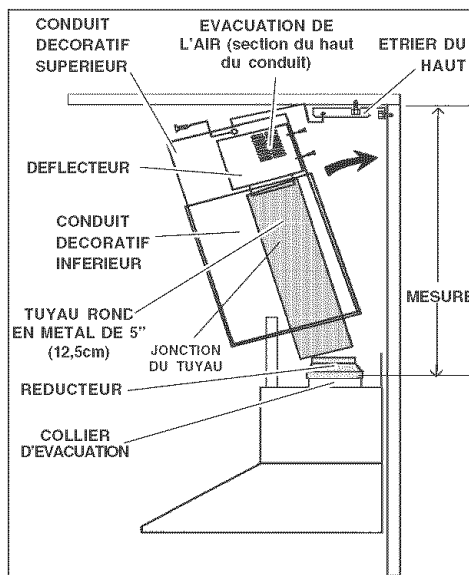 CONDUIT
DECORATIF
SUPERIEUR
EVACUATION DE
L'AIR (section du haut
du conduit)
ETRIER DU
HAUT
DEFLECTEUR
CONDUIT
DECORATIF
INFERIEUR
MESURE
TUYAU ROND
EN METAL DE 5"
(12,5cm)
JONCTION
DU TUYAU
REDUCTEUR
COLLIER
D'EVACUATION